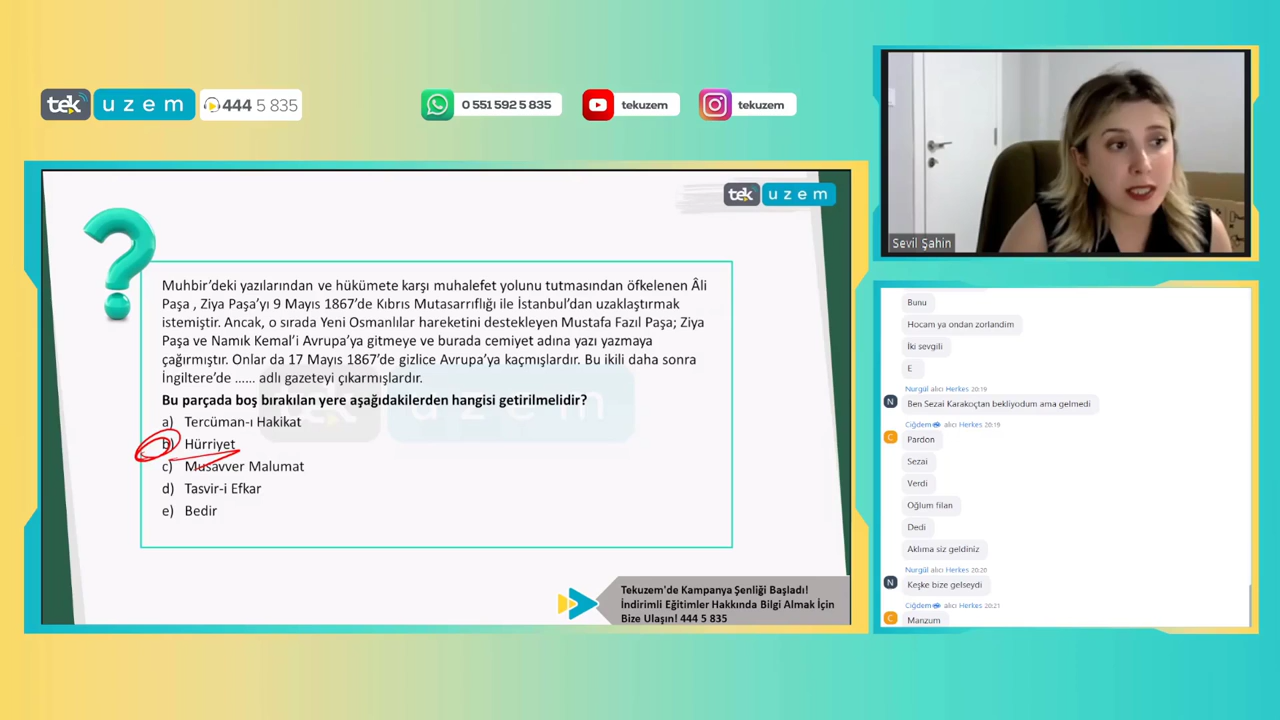 tek uzem 444 5 835
0 551 592 5 835
tekuzem
tekuzem
tek uzem
Muhbir’deki yazılarından ve hükümete karşı muhalefet yolunu tutmasından öfkelenen Âli
Paşa , Ziya Paşa’yı 9 Mayıs 1867’de Kıbrıs Mutasarrıflığı ile İstanbul’dan uzaklaştırmak
istemiştir. Ancak, o sırada Yeni Osmanlılar hareketini destekleyen Mustafa Fazıl Paşa; Ziya
Paşa ve Namık Kemal’i Avrupa’ya gitmeye ve burada cemiyet adına yazı yazmaya
çağırmıştır. Onlar da 17 Mayıs 1867’de gizlice Avrupa’ya kaçmışlardır. Bu ikili daha sonra
İngiltere’de ...... adlı gazeteyi çıkarmışlardır.
Bu parçada boş bırakılan yere aşağıdakilerden hangisi getirilmelidir?
a) Tercüman-ı Hakikat
b) Hürriyet
c) Musavver Malumat
d) Tasvir-i Efkar
e) Bedir
tek uzem
Tekuzem'de Kampanya Şenliği Başladı!
İndirimli Eğitimler Hakkında Bilgi Almak İçin
Bize Ulaşın! 444 5 835
Sevil Şahin
Bunu
Hocam ya ondan zorlandim
İki sevgili
E
Nurgül alıcı Herkes 20:19
N
Ben Sezai Karakoçtan bekliyodum ama gelmedi
Çiğdem alıcı Herkes 20:19
C
Pardon
Sezai
Verdi
Oğlum filan
Dedi
Aklıma siz geldiniz
Nurgül alıcı Herkes 20:20
N
Keşke bize gelseydi
Çiğdem alıcı Herkes 20:21
C
Manzum